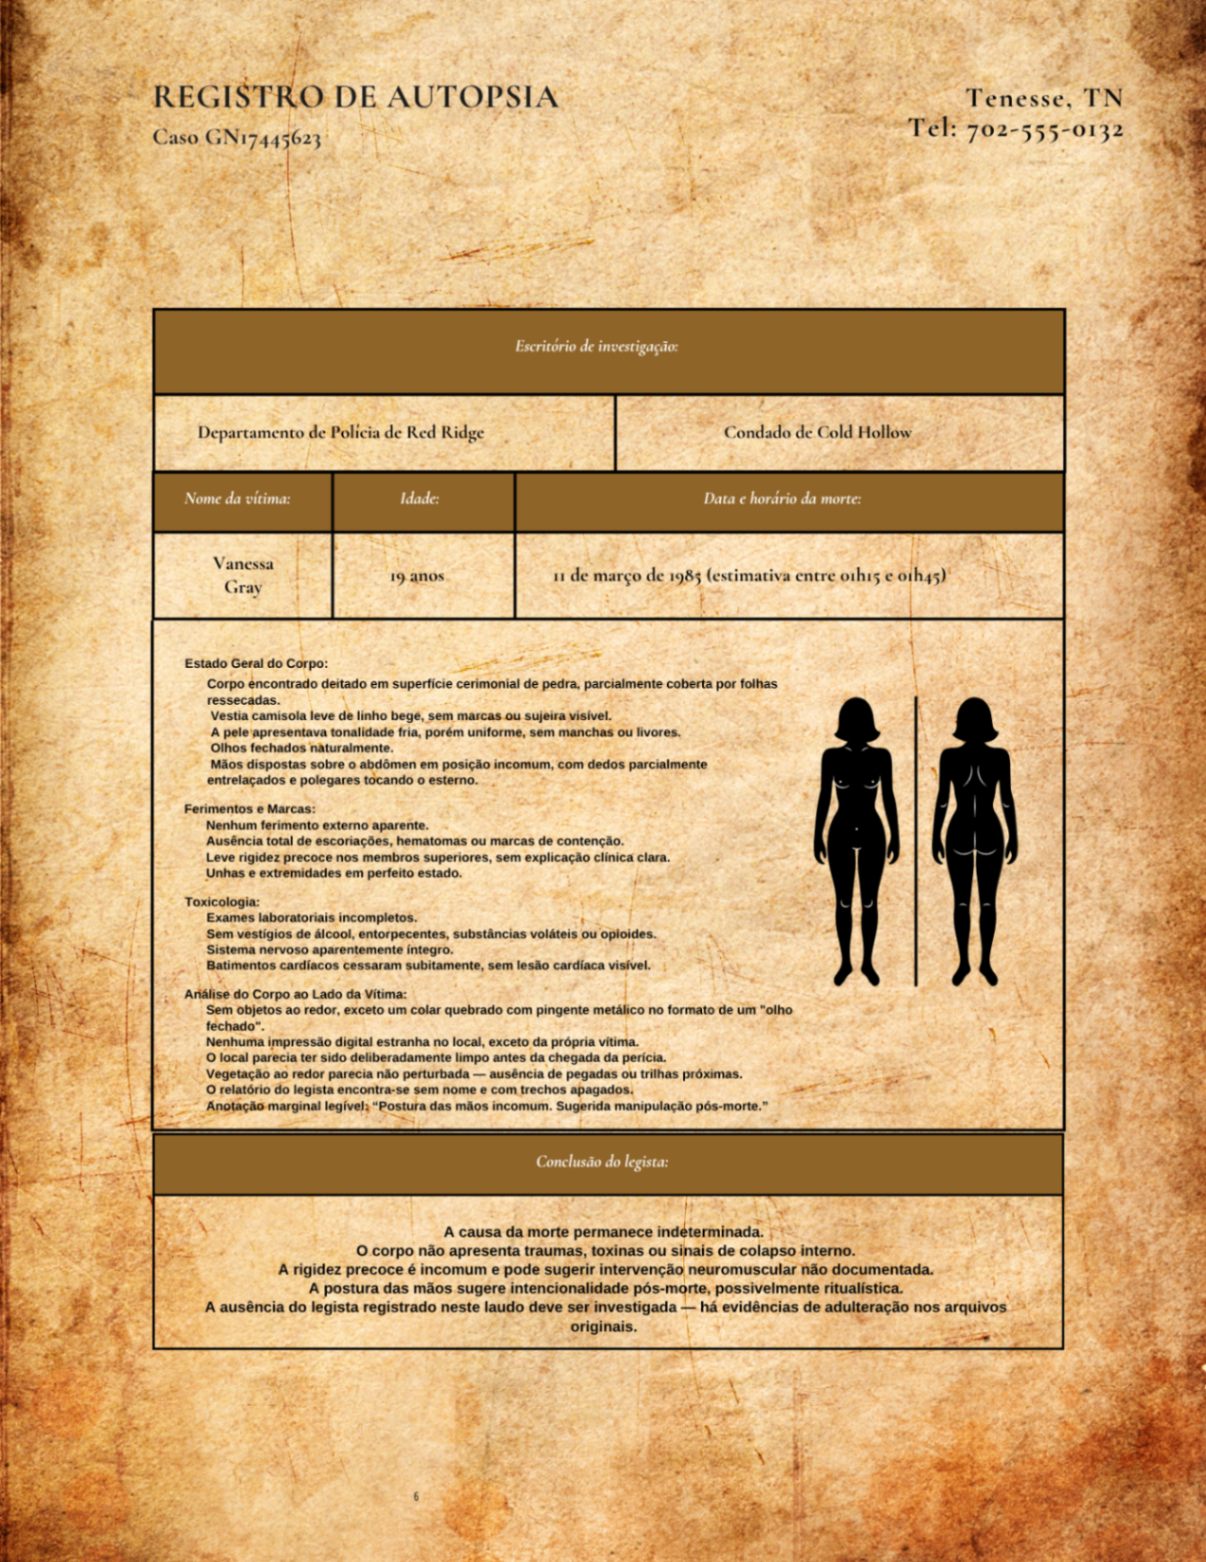 REGISTRO DE AUTOPSIA
Caso GN17445623
Tenesse, TN
Tel: 702-555-0132
Escritório de investigação:
Departamento de Polícia de Red Ridge
Condado de Cold Hollow
Nome da vítima:
Idade:
Data e horário da morte:
Vanessa
Gray
19 anos
11 de março de 1985 (estimativa entre 01h15 e 01h45)
Estado Geral do Corpo:
Corpo encontrado deitado em superfície cerimonial de pedra, parcialmente coberta por folhas
ressecadas.
Vestia camisola leve de linho bege, sem marcas ou sujeira visível.
A pele apresentava tonalidade fria, porém uniforme, sem manchas ou livores.
Olhos fechados naturalmente.
Mãos dispostas sobre o abdômen em posição incomum, com dedos parcialmente
entrelaçados e polegares tocando o esterno.
Ferimentos e Marcas:
Nenhum ferimento externo aparente.
Ausência total de escoriações, hematomas ou marcas de contenção.
Leve rigidez precoce nos membros superiores, sem explicação clínica clara.
Unhas e extremidades em perfeito estado.
Toxicologia:
Exames laboratoriais incompletos.
Sem vestígios de álcool, entorpecentes, substâncias voláteis ou opioides.
Sistema nervoso aparentemente íntegro.
Batimentos cardíacos cessaram subitamente, sem lesão cardíaca visível.
Análise do Corpo ao Lado da Vítima:
Sem objetos ao redor, exceto um colar quebrado com pingente metálico no formato de um "olho
fechado".
Nenhuma impressão digital estranha no local, exceto da própria vítima.
O local parecia ter sido deliberadamente limpo antes da chegada da perícia.
Vegetação ao redor parecia não perturbada — ausência de pegadas ou trilhas próximas.
O relatório do legista encontra-se sem nome e com trechos apagados.
Anotação marginal legível: “Postura das mãos incomum. Sugerida manipulação pós-morte.”
Conclusão do legista:
A causa da morte permanece indeterminada.
O corpo não apresenta traumas, toxinas ou sinais de colapso interno.
A rigidez precoce é incomum e pode sugerir intervenção neuromuscular não documentada.
A postura das mãos sugere intencionalidade pós-morte, possivelmente ritualística.
A ausência do legista registrado neste laudo deve ser investigada — há evidências de adulteração nos arquivos
originais.
6